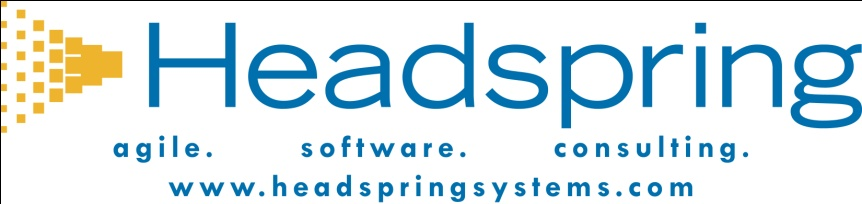 Headspring
agile. software. consulting.
www.headspringsystems.com